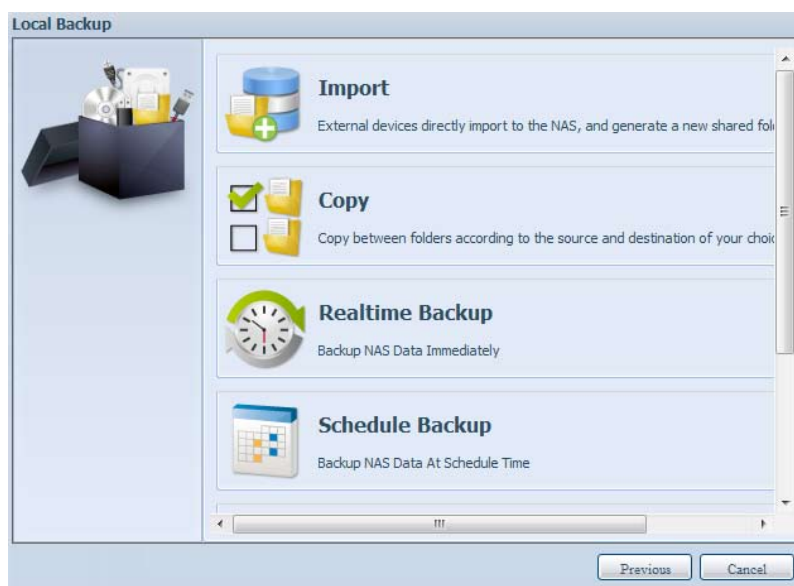 Local Backup
Import
External devices directly import to the NAS, and generate a new shared
Copy
Copy between folders according to the source and destination of your
Realtime Backup
Backup NAS Data Immediately
Schedule Backup
Backup NAS Data At Schedule Time
Previous
Cancel